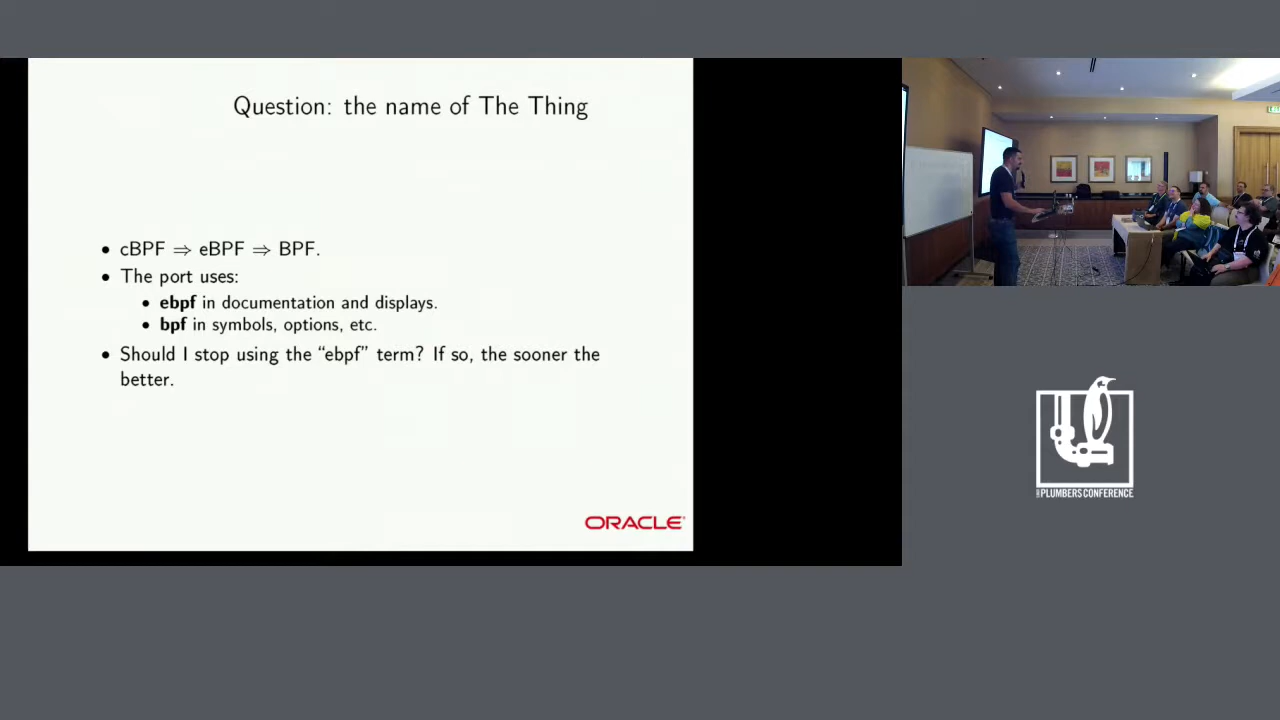 Question: the name of The Thing
• cBPF ⇒ eBPF ⇒ BPF.
• The port uses:
• ebpf in documentation and displays.
• bpf in symbols, options, etc.
• Should I stop using the “ebpf” term? If so, the sooner the
better.
ORACLE
PLUMBERS CONFERENCE